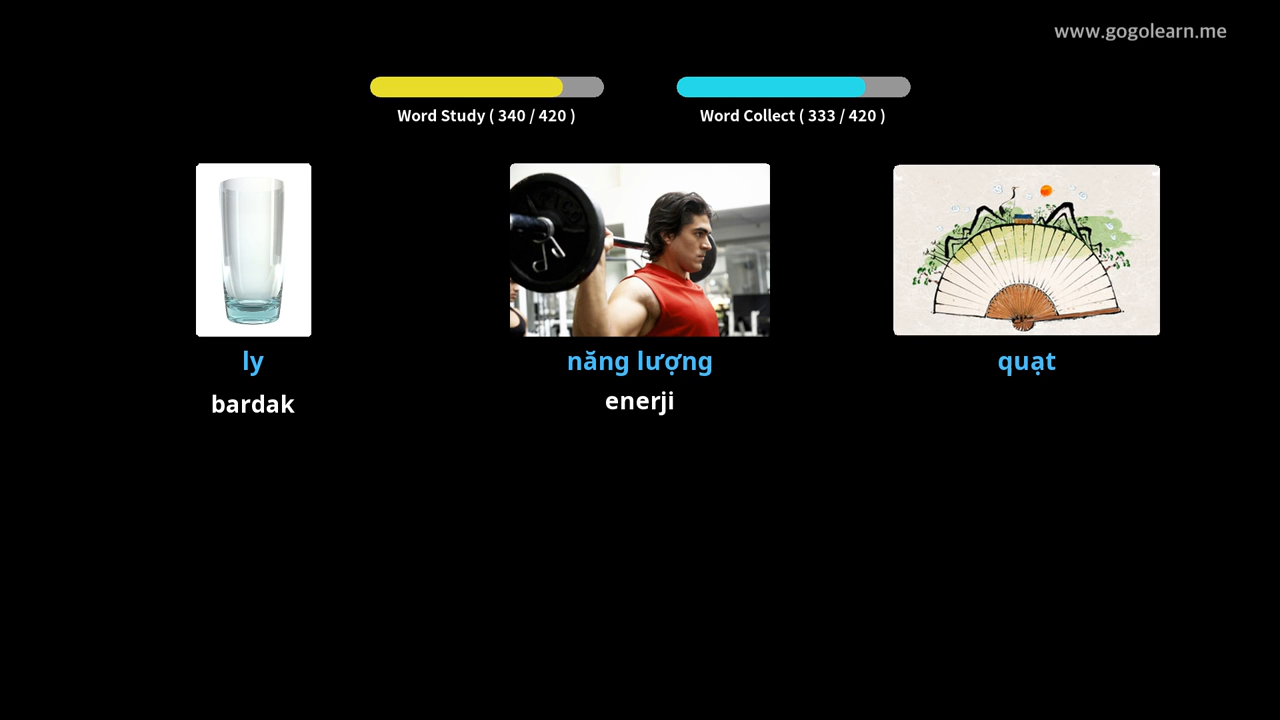 www.gogolearn.me
Word Study ( 340 / 420 )
Word Collect ( 333 / 420 )
ly
bardak
năng lượng
enerji
quạt